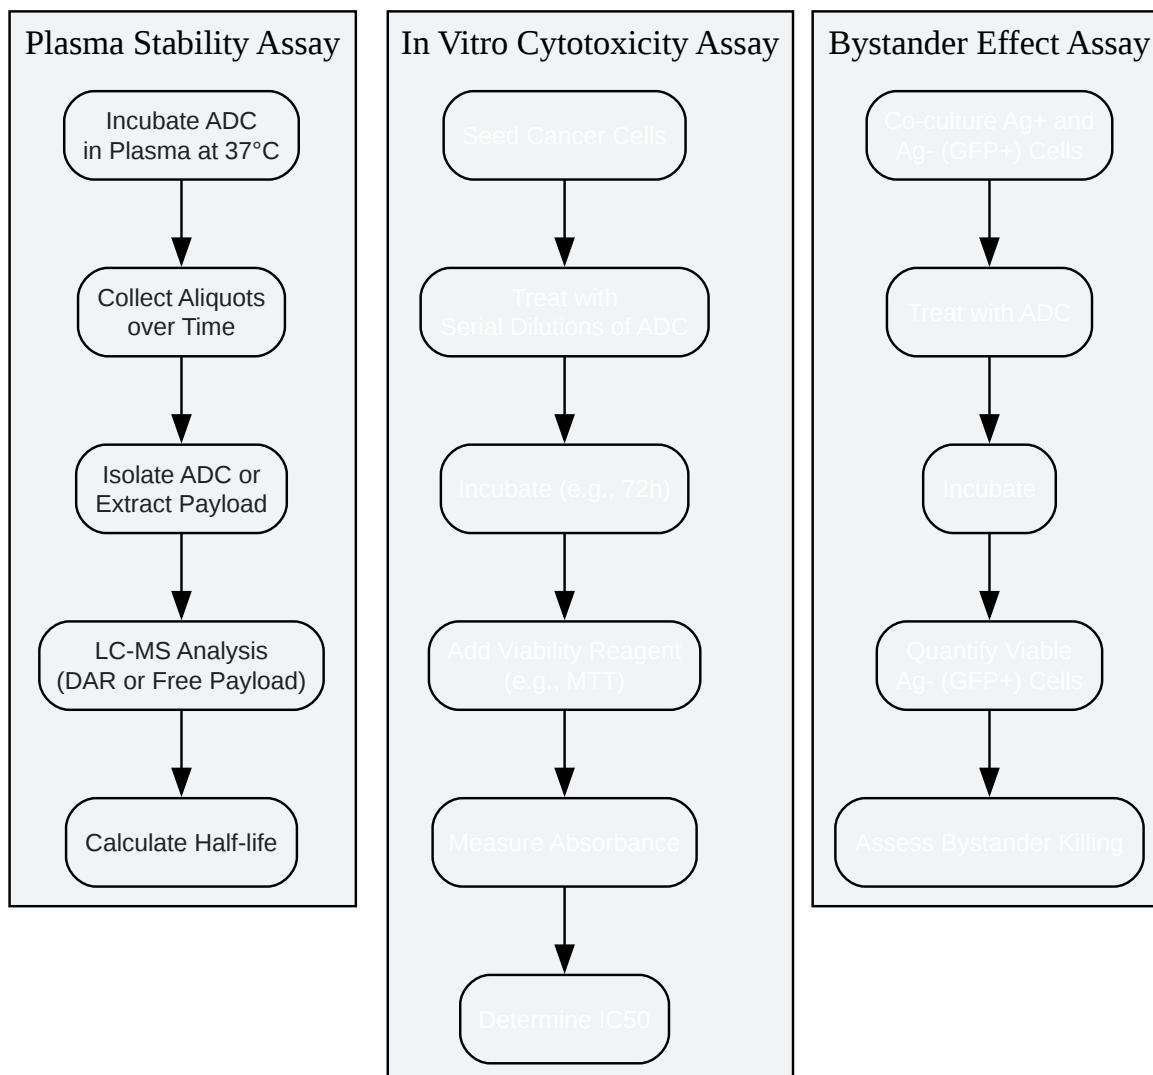 Plasma Stability Assay
Incubate ADC
in Plasma at 37°C
Collect Aliquots
over Time
Isolate ADC or
Extract Payload
LC-MS Analysis
(DAR or Free Payload)
Calculate Half-life
In Vitro Cytotoxicity Assay
Seed Cancer Cells
Treat with
Serial Dilutions of ADC
Incubate (e.g., 72h)
Add Viability Reagent
(e.g., MTT)
Measure Absorbance
Determine IC50
Bystander Effect Assay
Co-culture Ag+ and
Ag- (GFP+) Cells
Treat with ADC
Incubate
Quantify Viable
Ag- (GFP+) Cells
Assess Bystander Killing